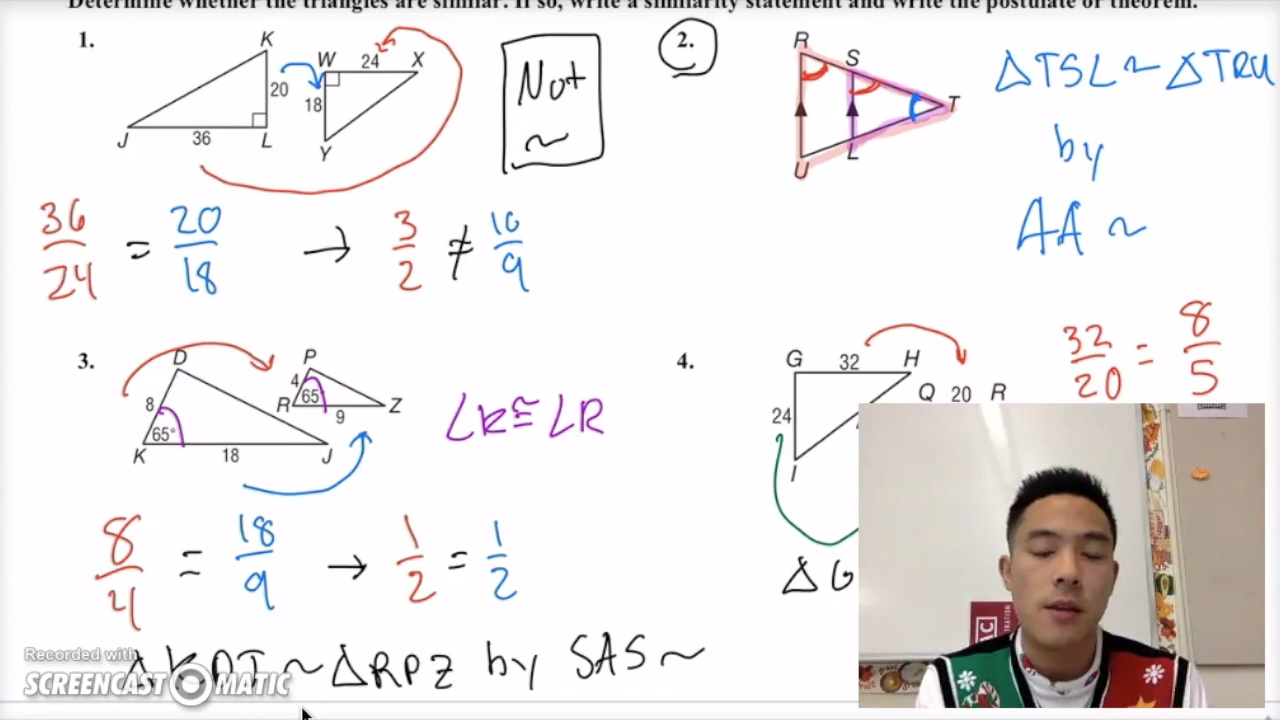 Determine whether the triangles are similar. If so, write a similarity statement and write the postulate or theorem.
1.
K
W 24 X
20
18
J 36 L
Y
Not
~
2.
R
S
T
L
U
△TSL ~ △TRU
by
AA ~
36/24 = 20/18 → 3/2 ≠ 10/9
3.
D
P
4
8
65°
K 18 J
65
R 9 Z
∠K ≅ ∠R
8/4 = 18/9 → 1/2 = 1/2
△KDJ ~ △RPZ by SAS ~
4.
G 32 H
Q 20 R
24
I
32/20 = 8/5
△G
Recorded with
SCREENCAST-O-MATIC